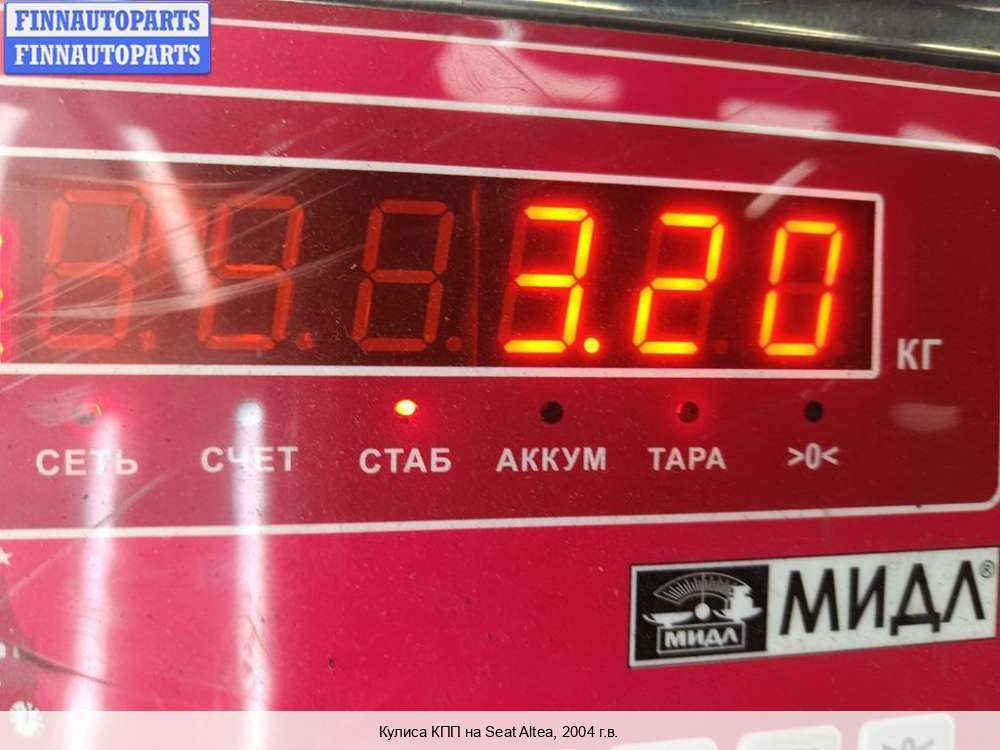 FINNAUTOPARTS
FINNAUTOPARTS
3.20
КГ
СЕТЬ СЧЕТ СТАБ АККУМ ТАРА >0<
МИДЛ МИДЛ®
Кулиса КПП на Seat Altea, 2004 г.в.